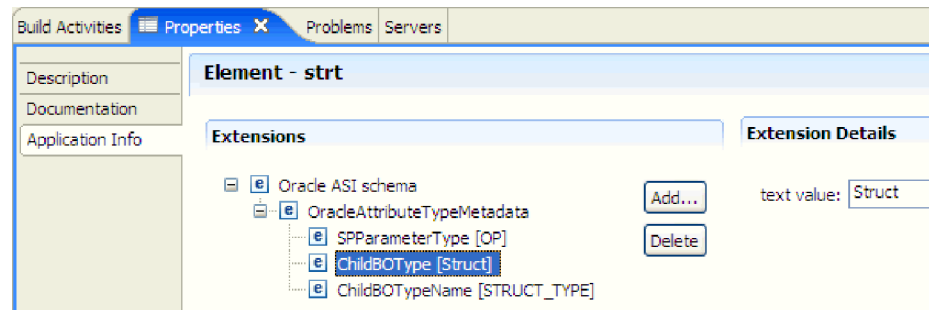 Build Activities Properties Problems Servers
Description
Documentation
Application Info
Element - strt
Extensions
Oracle ASI schema
OracleAttributeTypeMetadata
SPParameterType [OP]
ChildBOType [Struct]
ChildBOTypeName [STRUCT_TYPE]
Add...
Delete
Extension Details
text value: Struct